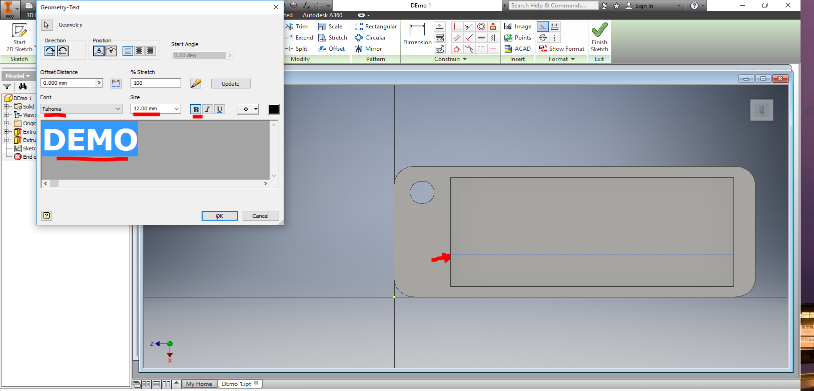 Geometry-Text
Geometry
Direction
Position
Start Angle
0.00 deg
Offset Distance
% Stretch
0.000 mm
100
Update
Font
Size
Tahoma
12.00 mm
B I U
DEMO
OK
Cancel
PRO
3D
Start
2D Sketch
Sketch
Model
DEmo 1
Solid
View:
Origin
Extru
Extru
Sketc
End o
DEmo 1
Search Help & Commands...
Sign In
Autodesk A360
Trim
Extend
Split
Scale
Stretch
Offset
Modify
Rectangular
Circular
Mirror
Pattern
Dimension
Constrain
Image
Points
ACAD
Insert
Show Format
Format
Finish
Sketch
Exit
Z
X
My Home
DEmo 1.ipt